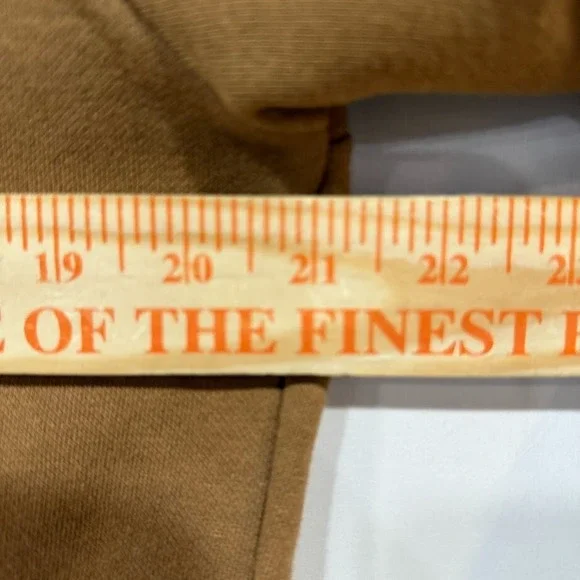 19 20 21 22
OF THE FINEST